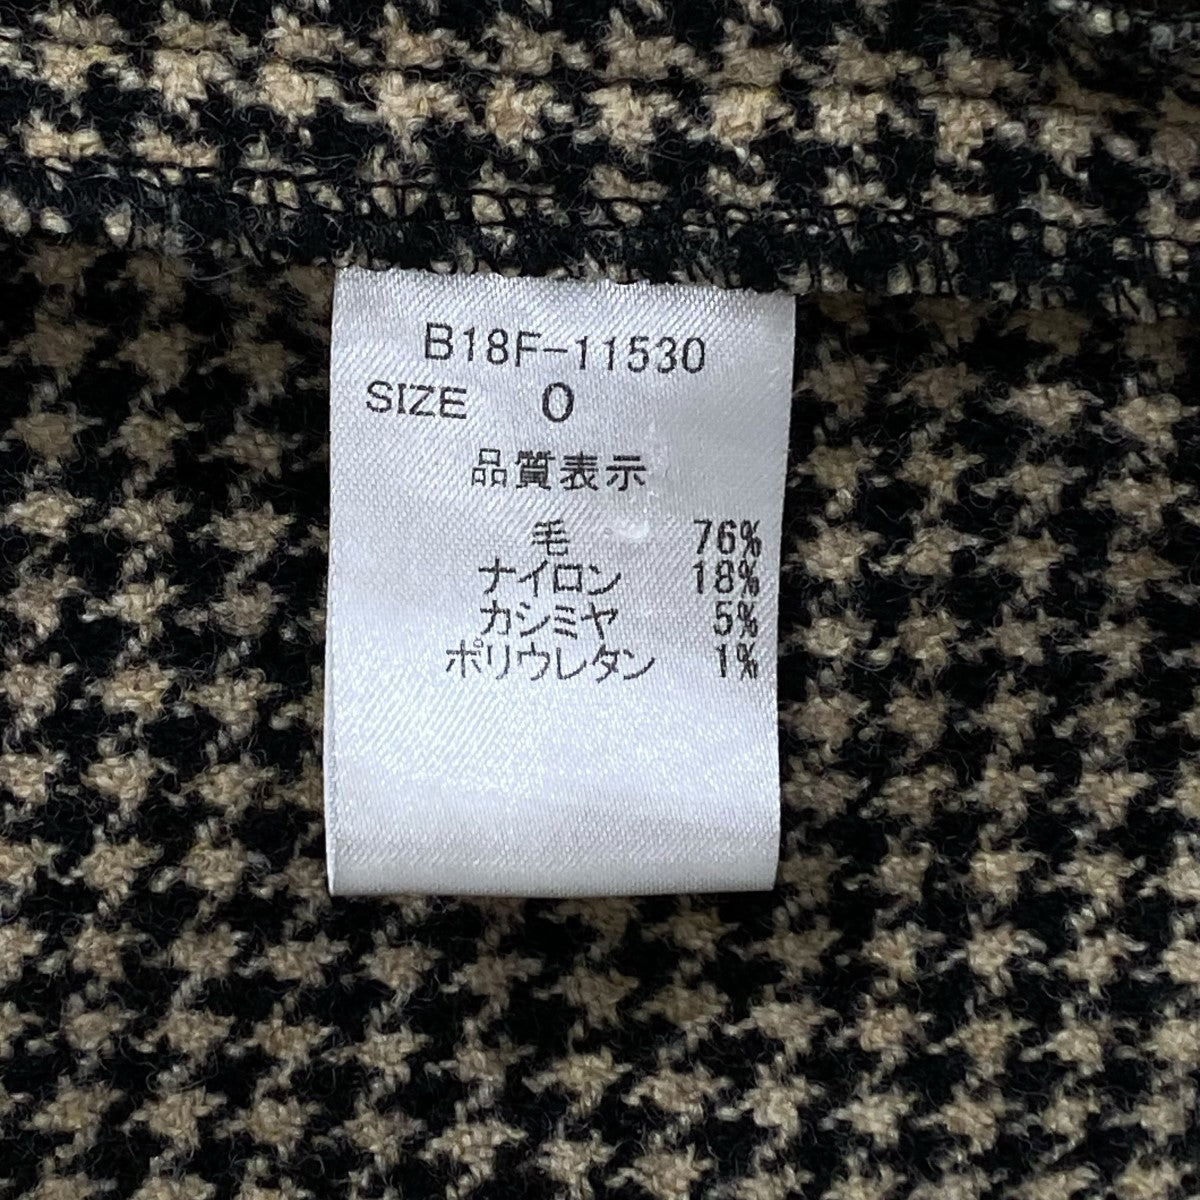 B18F-11530
SIZE 0
品質表示
毛 76%
ナイロン 18%
カシミヤ 5%
ポリウレタン 1%